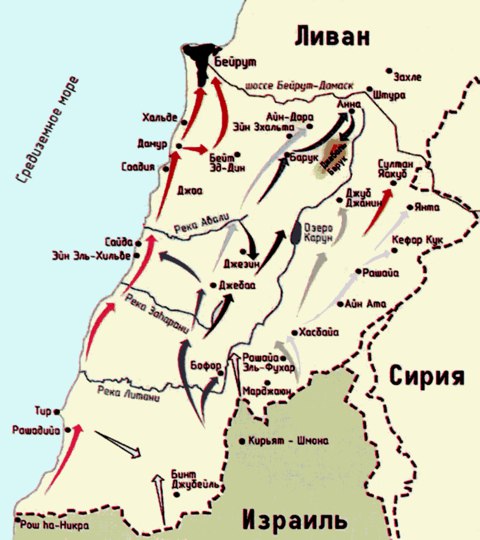 Ливан
Бейрут
Захле
шоссе Бейрут-Дамаск
Штура
Средиземное море
Анна
Хальде
Айн-Дара
Эйн Зхальта
Дамур
Бейт
Эд-Дин
Барук
Джебель
Барук
Султан
Якуб
Саадия
Джоа
Джуб
Джанин
Янта
Река Авали
Озеро
Карун
Сайда
Эйн Эль-Хильве
Кефар Кук
Джезин
Рашайа
Джебаа
Река Захарани
Айн Ата
Хасбайа
Бофор
Рашайа
Эль-Фухар
Сирия
Марджаюн
Река Литани
Тир
Рашадийа
Кирьят - Шмона
Бинт
Джубейль
Рош ha-Никра
Израиль